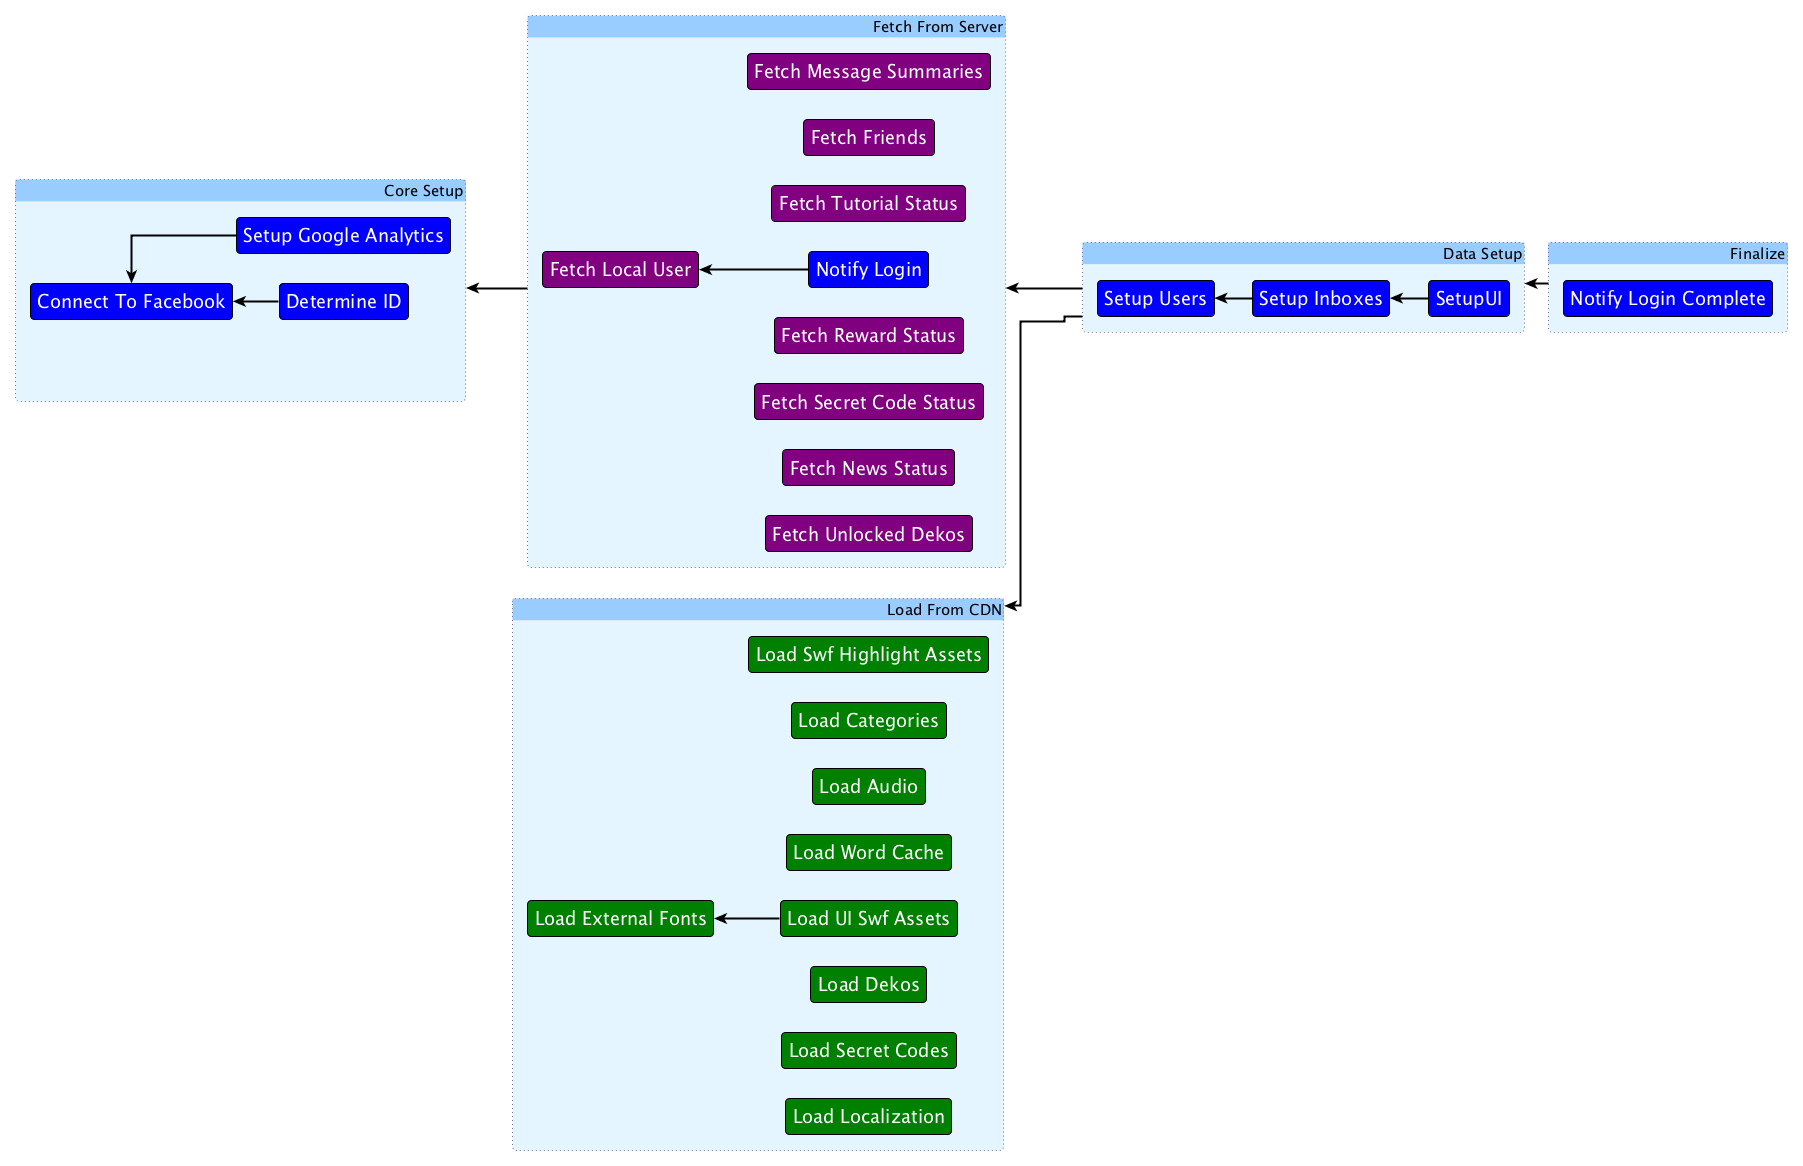 Core Setup
Setup Google Analytics
Connect To Facebook
Determine ID
Fetch From Server
Fetch Message Summaries
Fetch Friends
Fetch Tutorial Status
Fetch Local User
Notify Login
Fetch Reward Status
Fetch Secret Code Status
Fetch News Status
Fetch Unlocked Dekos
Load From CDN
Load Swf Highlight Assets
Load Categories
Load Audio
Load Word Cache
Load External Fonts
Load UI Swf Assets
Load Dekos
Load Secret Codes
Load Localization
Data Setup
Setup Users
Setup Inboxes
SetupUI
Finalize
Notify Login Complete